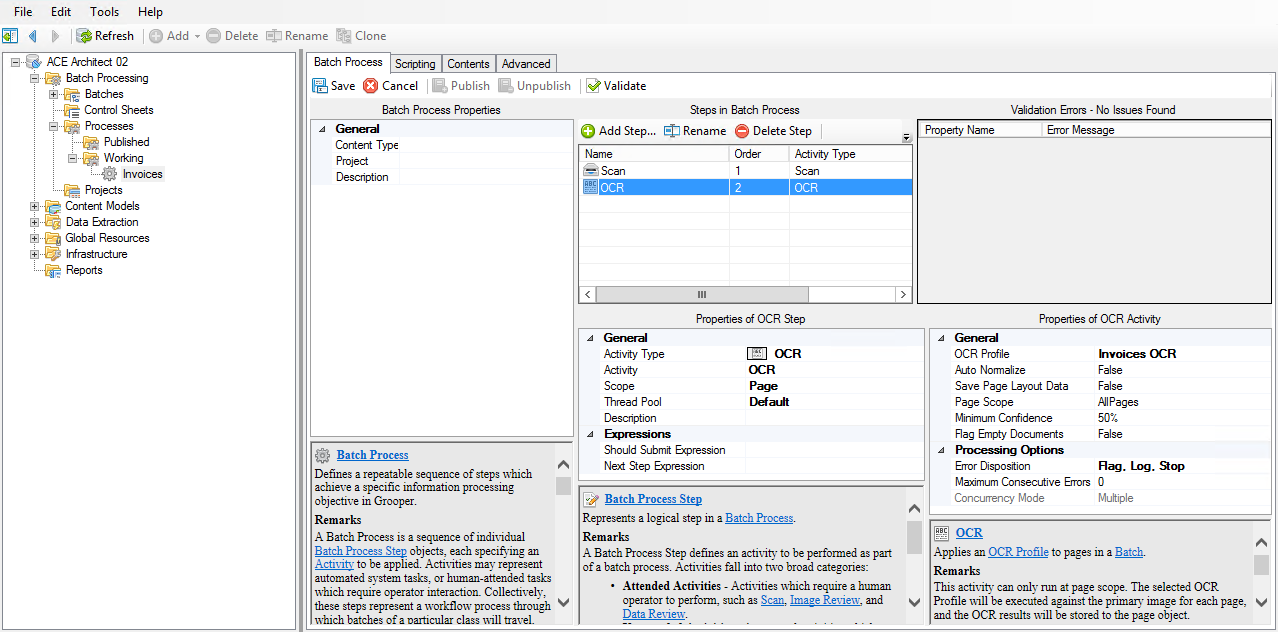 File Edit Tools Help
Refresh Add Delete Rename Clone
ACE Architect 02
Batch Processing
Batches
Control Sheets
Processes
Published
Working
Invoices
Projects
Content Models
Data Extraction
Global Resources
Infrastructure
Reports
Batch Process Scripting Contents Advanced
Save Cancel Publish Unpublish Validate
Batch Process Properties
General
Content Type
Project
Description
Batch Process
Defines a repeatable sequence of steps which
achieve a specific information processing
objective in Grooper.
Remarks
A Batch Process is a sequence of individual
Batch Process Step objects, each specifying an
Activity to be applied. Activities may represent
automated system tasks, or human-attended tasks
which require operator interaction. Collectively,
these steps represent a workflow process through
which batches of a particular class will travel.
Steps in Batch Process
Add Step... Rename Delete Step
Name Order Activity Type
Scan 1 Scan
OCR 2 OCR
Properties of OCR Step
General
Activity Type OCR
Activity OCR
Scope Page
Thread Pool Default
Description
Expressions
Should Submit Expression
Next Step Expression
Batch Process Step
Represents a logical step in a Batch Process.
Remarks
A Batch Process Step defines an activity to be performed as part
of a batch process. Activities fall into two broad categories:
• Attended Activities - Activities which require a human
operator to perform, such as Scan, Image Review, and
Data Review.
Validation Errors - No Issues Found
Property Name Error Message
Properties of OCR Activity
General
OCR Profile Invoices OCR
Auto Normalize False
Save Page Layout Data False
Page Scope AllPages
Minimum Confidence 50%
Flag Empty Documents False
Processing Options
Error Disposition Flag, Log, Stop
Maximum Consecutive Errors 0
Concurrency Mode Multiple
OCR
Applies an OCR Profile to pages in a Batch.
Remarks
This activity can only run at page scope. The selected OCR
Profile will be executed against the primary image for each page,
and the OCR results will be stored to the page object.